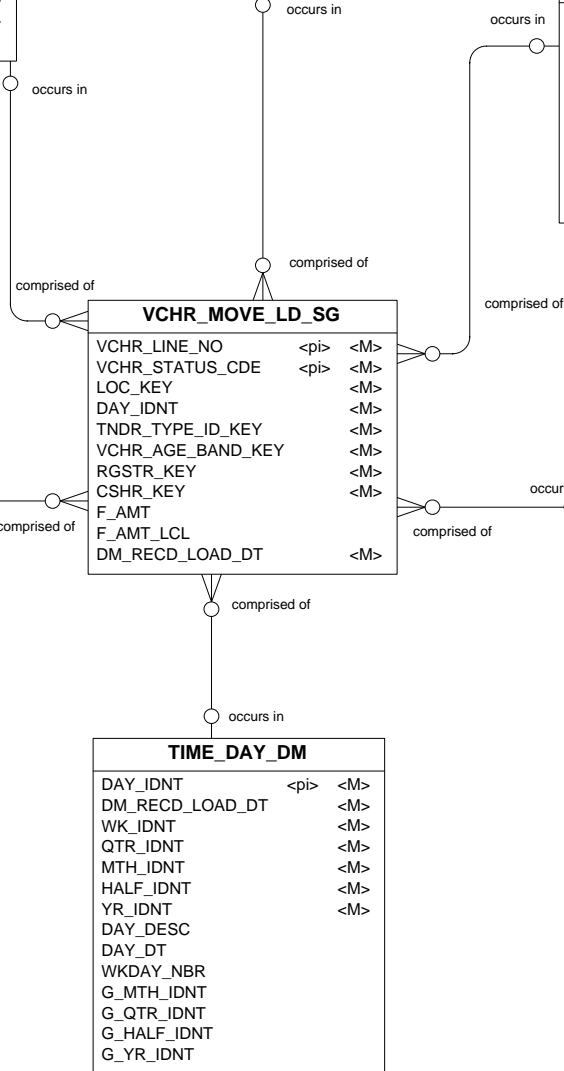 occurs in
occurs in
occurs in
comprised of
comprised of
comprised of
VCHR_MOVE_LD_SG
VCHR_LINE_NO <pi> <M>
VCHR_STATUS_CDE <pi> <M>
LOC_KEY <M>
DAY_IDNT <M>
TNDR_TYPE_ID_KEY <M>
VCHR_AGE_BAND_KEY <M>
RGSTR_KEY <M>
CSHR_KEY <M>
F_AMT
F_AMT_LCL
DM_RECD_LOAD_DT <M>
occur
comprised of
comprised of
comprised of
occurs in
TIME_DAY_DM
DAY_IDNT <pi> <M>
DM_RECD_LOAD_DT <M>
WK_IDNT <M>
QTR_IDNT <M>
MTH_IDNT <M>
HALF_IDNT <M>
YR_IDNT <M>
DAY_DESC
DAY_DT
WKDAY_NBR
G_MTH_IDNT
G_QTR_IDNT
G_HALF_IDNT
G_YR_IDNT